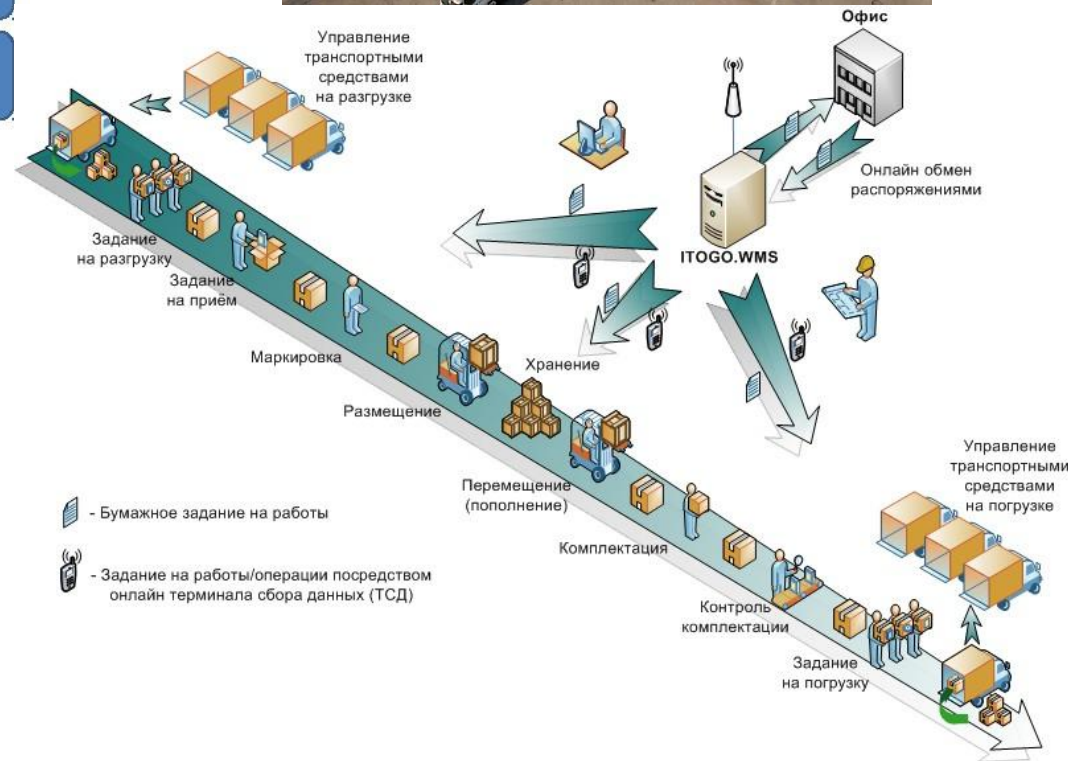 Офис
Управление
транспортными
средствами
на разгрузке
Онлайн обмен
распоряжениями
ITOGO.WMS
Задание
на разгрузку
Задание
на приём
Маркировка
Размещение
Хранение
Перемещение
(пополнение)
Комплектация
Контроль
комплектации
Задание
на погрузку
Управление
транспортными
средствами
на погрузке
- Бумажное задание на работы
- Задание на работы/операции посредством
онлайн терминала сбора данных (ТСД)